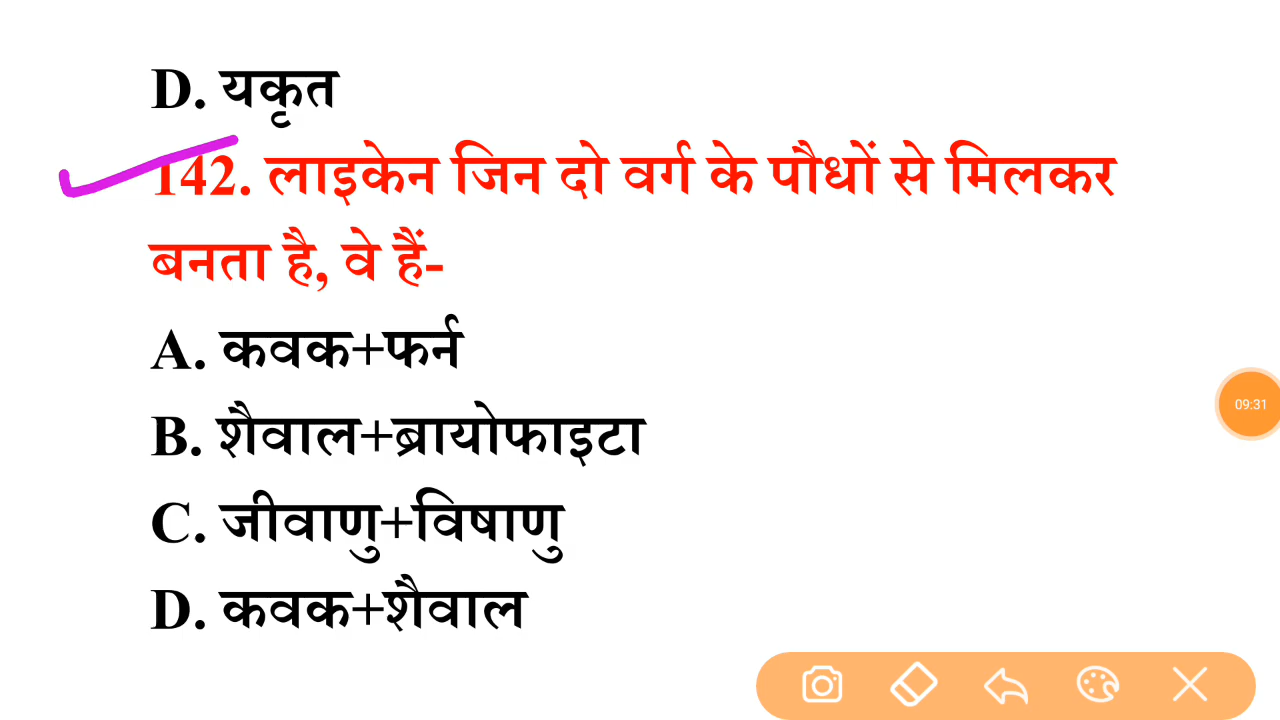 D. यकृत
142. लाइकेन जिन दो वर्ग के पौधों से मिलकर
बनता है, वे हैं-
A. कवक+फर्न
B. शैवाल+ब्रायोफाइटा
C. जीवाणु+विषाणु
D. कवक+शैवाल
09:31